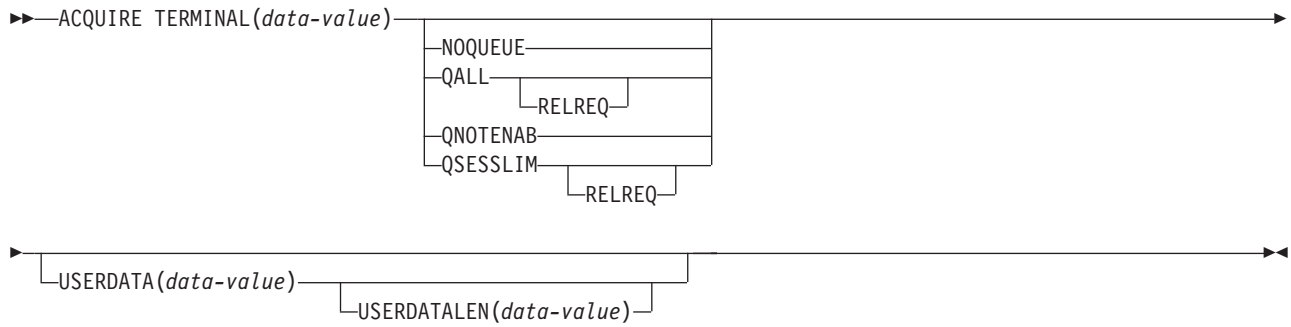 ACQUIRE TERMINAL(data-value)
NOQUEUE
QALL
RELREQ
QNOTENAB
QSESSLIM
RELREQ
USERDATA(data-value)
USERDATALEN(data-value)